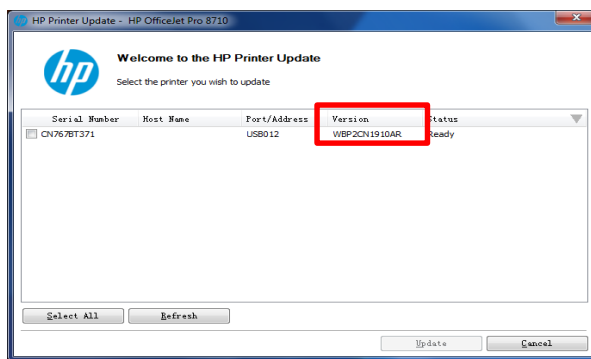 HP Printer Update - HP OfficeJet Pro 8710
hp
Welcome to the HP Printer Update
Select the printer you wish to update
Serial Number Host Name Port/Address Version Status
CN767BT371 USB012 WBP2CN1910AR Ready
Select All Refresh
Update Cancel